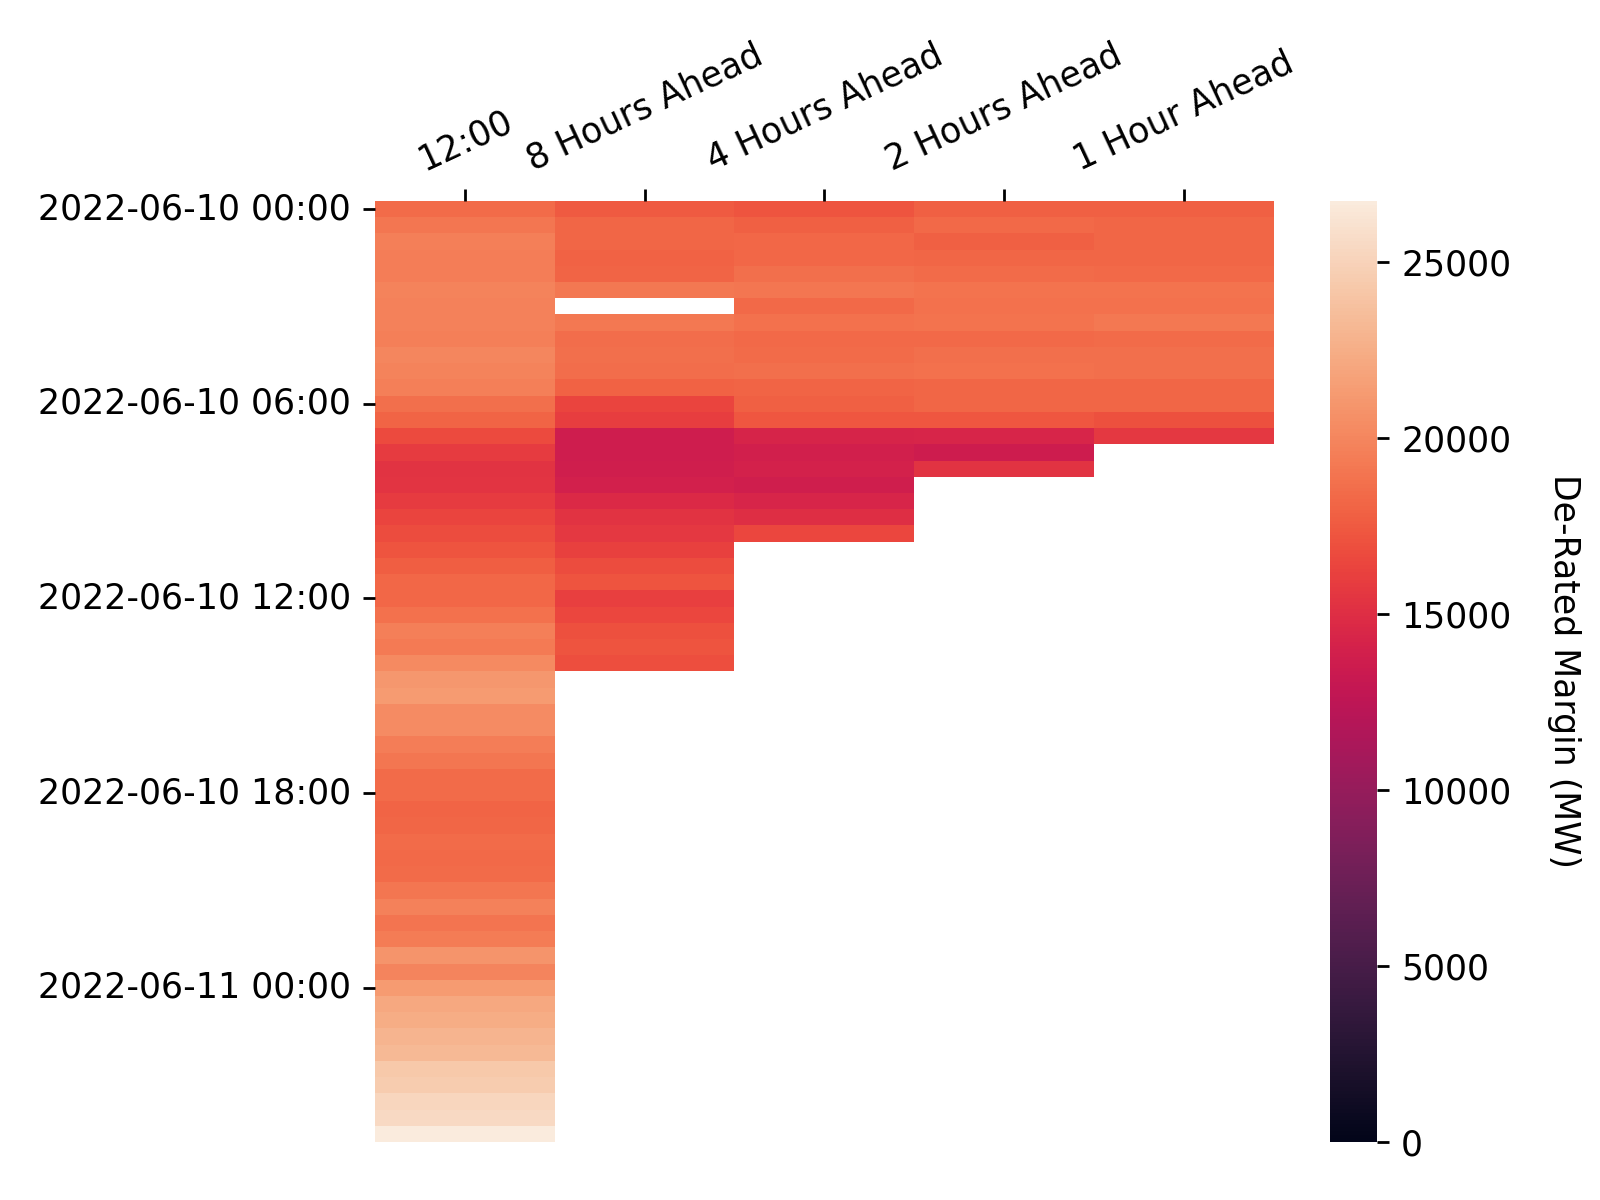 12:00
8 Hours Ahead
4 Hours Ahead
2 Hours Ahead
1 Hour Ahead
2022-06-10 00:00
2022-06-10 06:00
2022-06-10 12:00
2022-06-10 18:00
2022-06-11 00:00
25000
20000
15000
10000
5000
0
De-Rated Margin (MW)